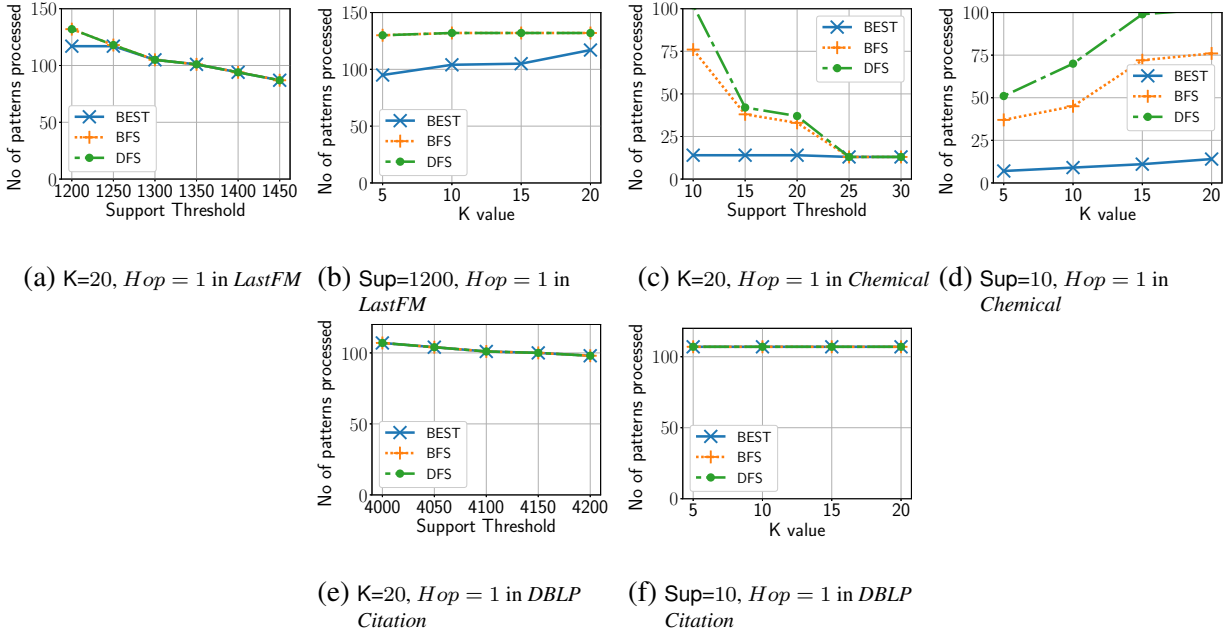 No of patterns processed
150
100
50
0
BEST
BFS
DFS
1200 1250 1300 1350 1400 1450
Support Threshold
(a) K=20, Hop = 1 in LastFM
No of patterns processed
150
100
50
0
BEST
BFS
DFS
5 10 15 20
K value
(b) Sup=1200, Hop = 1 in
LastFM
No of patterns processed
100
75
50
25
0
BEST
BFS
DFS
10 15 20 25 30
Support Threshold
(c) K=20, Hop = 1 in Chemical
No of patterns processed
100
75
50
25
0
BEST
BFS
DFS
5 10 15 20
K value
(d) Sup=10, Hop = 1 in
Chemical
No of patterns processed
100
50
0
BEST
BFS
DFS
4000 4050 4100 4150 4200
Support Threshold
(e) K=20, Hop = 1 in DBLP
Citation
No of patterns processed
100
50
0
BEST
BFS
DFS
5 10 15 20
K value
(f) Sup=10, Hop = 1 in DBLP
Citation